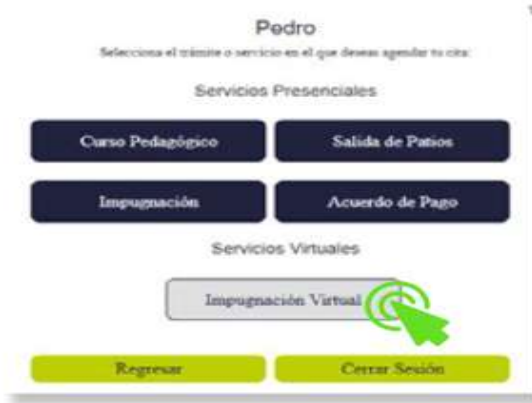 Pedro
Selecciona el trámite o servicio en el que deseas agendar tu cita:
Servicios Presenciales
Curso Pedagógico Salida de Patios
Impugnación Acuerdo de Pago
Servicios Virtuales
Impugnación Virtual
Regresar Cerrar Sesión